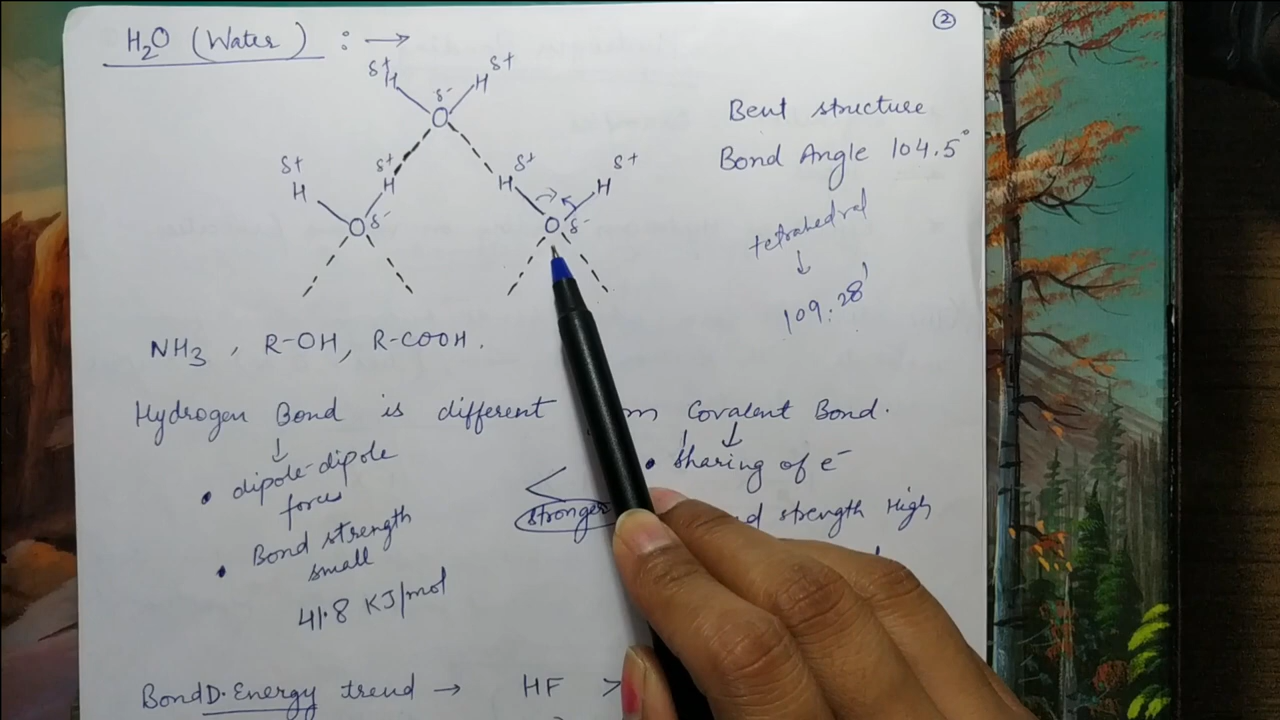 ②
H₂O (Water) : →
δ+ H H δ+
δ-
O
δ+ δ+ δ+ δ+
H H H H
O δ- O δ-
Bent structure
Bond Angle 104.5°
tetrahedral
↓
109.28'
NH₃ , R-OH, R-COOH.
Hydrogen Bond is different Covalent Bond.
↓ ↓
• dipole-dipole
forces
• sharing of e⁻
<
stronger
strength High
• Bond strength
small
41.8 KJ/mol
Bond D. Energy trend → HF >